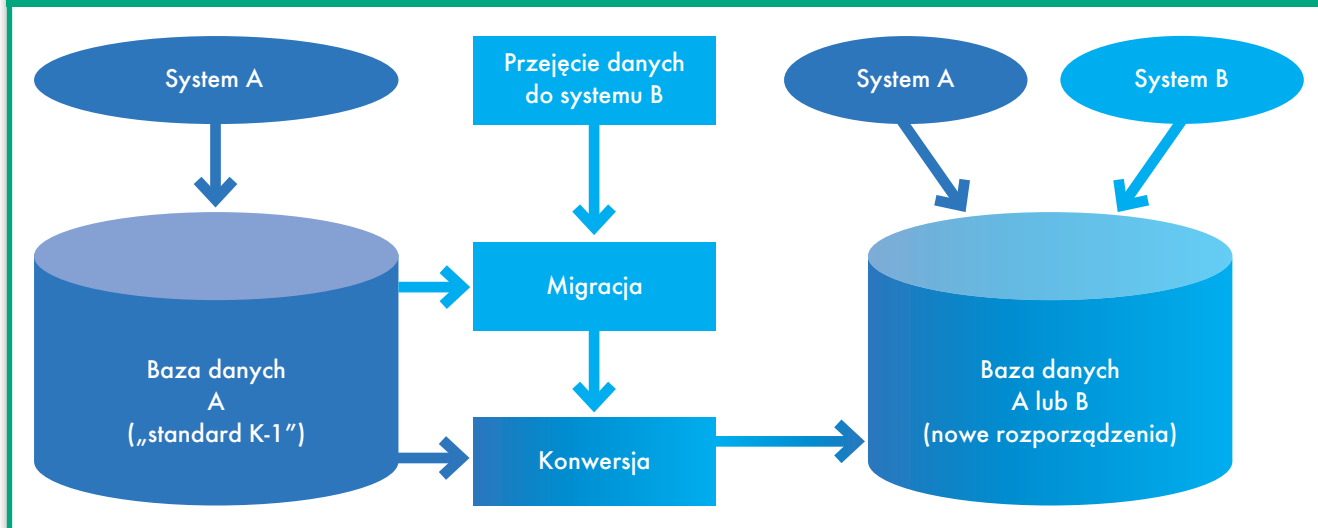 System A
Przejęcie danych
do systemu B
System A
System B
Migracja
Baza danych
A
(„standard K-1”)
Konwersja
Baza danych
A lub B
(nowe rozporządzenia)